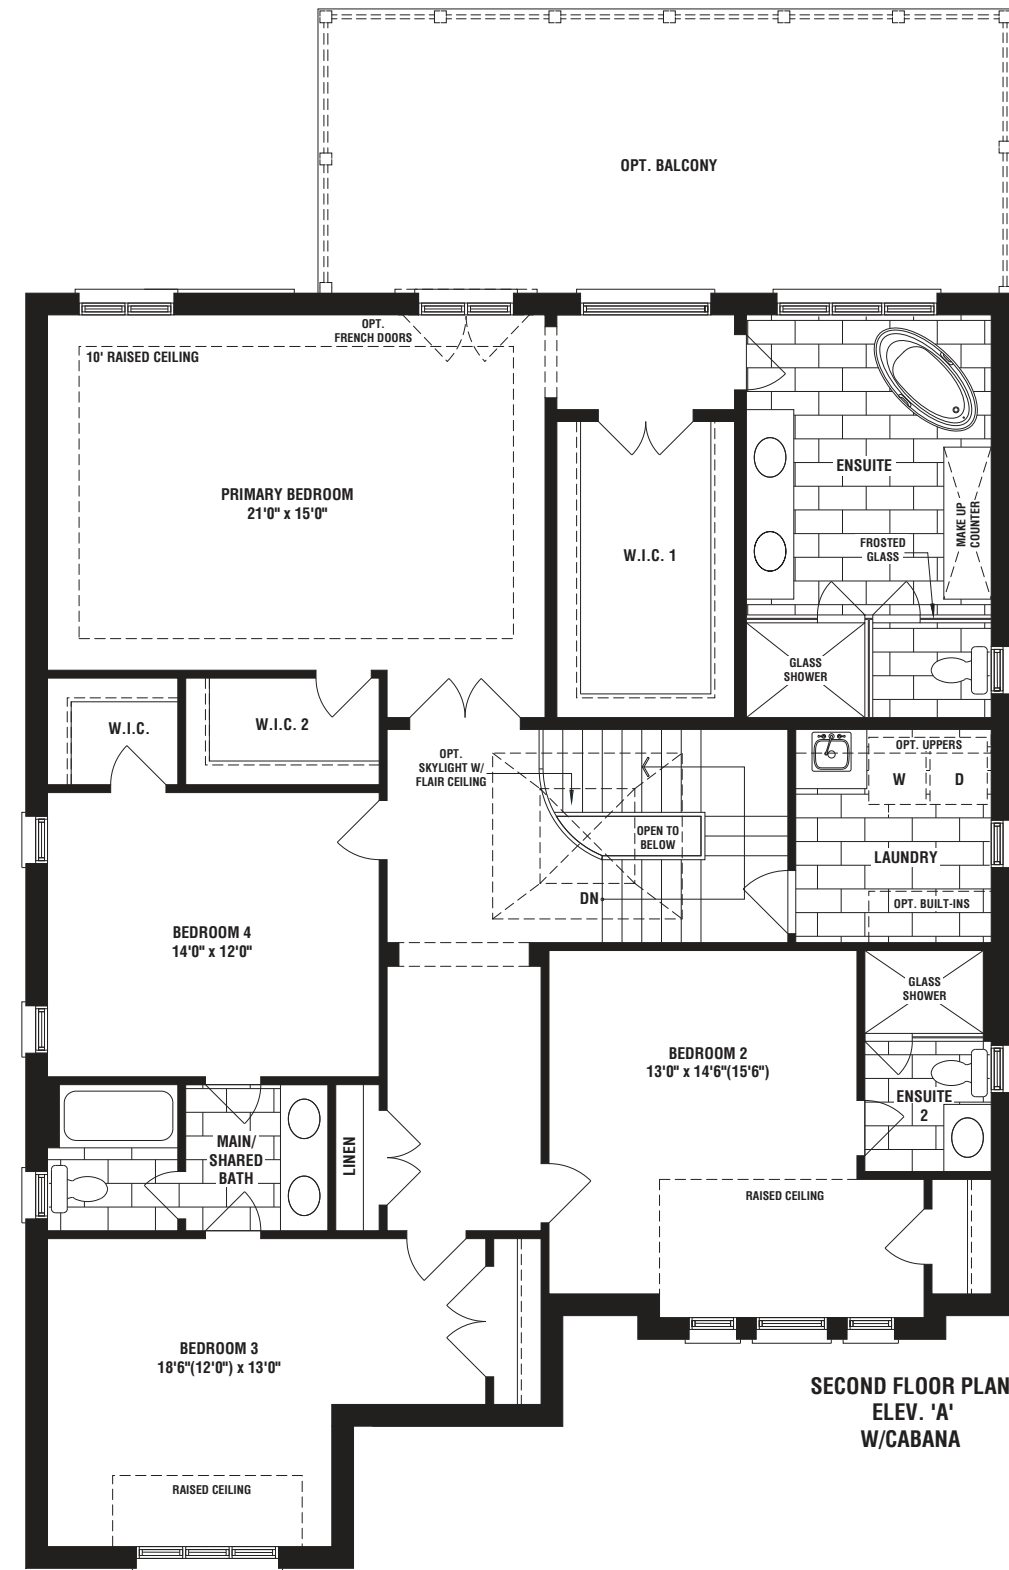 OPT. BALCONY
OPT.
FRENCH DOORS
10' RAISED CEILING
PRIMARY BEDROOM
21'0" x 15'0"
ENSUITE
MAKE UP
COUNTER
FROSTED
GLASS
W.I.C. 1
GLASS
SHOWER
W.I.C.
W.I.C. 2
OPT.
SKYLIGHT W/
FLAIR CEILING
OPT. UPPERS
W
D
OPEN TO
BELOW
LAUNDRY
DN
OPT. BUILT-INS
BEDROOM 4
14'0" x 12'0"
GLASS
SHOWER
BEDROOM 2
13'0" x 14'6"(15'6")
ENSUITE
2
MAIN/
SHARED
BATH
LINEN
RAISED CEILING
BEDROOM 3
18'6"(12'0") x 13'0"
RAISED CEILING
SECOND FLOOR PLAN
ELEV. 'A'
W/CABANA